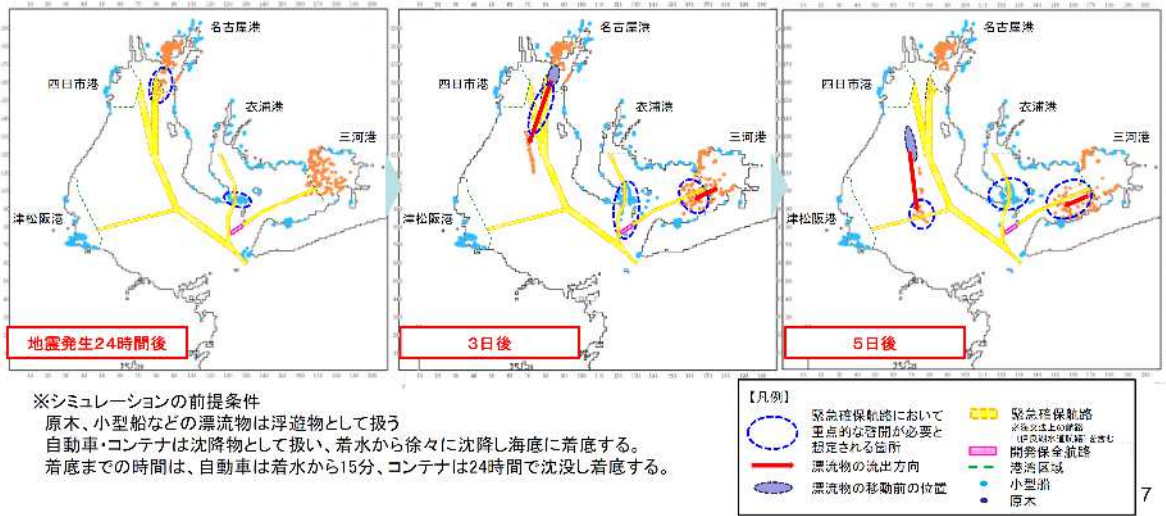 名古屋港
四日市港
衣浦港
三河港
津松阪港
地震発生24時間後
名古屋港
四日市港
衣浦港
三河港
津松阪港
3日後
名古屋港
四日市港
衣浦港
三河港
津松阪港
5日後
※シミュレーションの前提条件
原木、小型船などの漂流物は浮遊物として扱う
自動車・コンテナは沈降物として扱い、着水から徐々に沈降し海底に着底する。
着底までの時間は、自動車は着水から15分、コンテナは24時間で沈没し着底する。
【凡例】
緊急確保航路において
重点的な啓開が必要と
想定される箇所
漂流物の流出方向
漂流物の移動前の位置
緊急確保航路
開発保全航路
港湾区域
小型船
原木
7